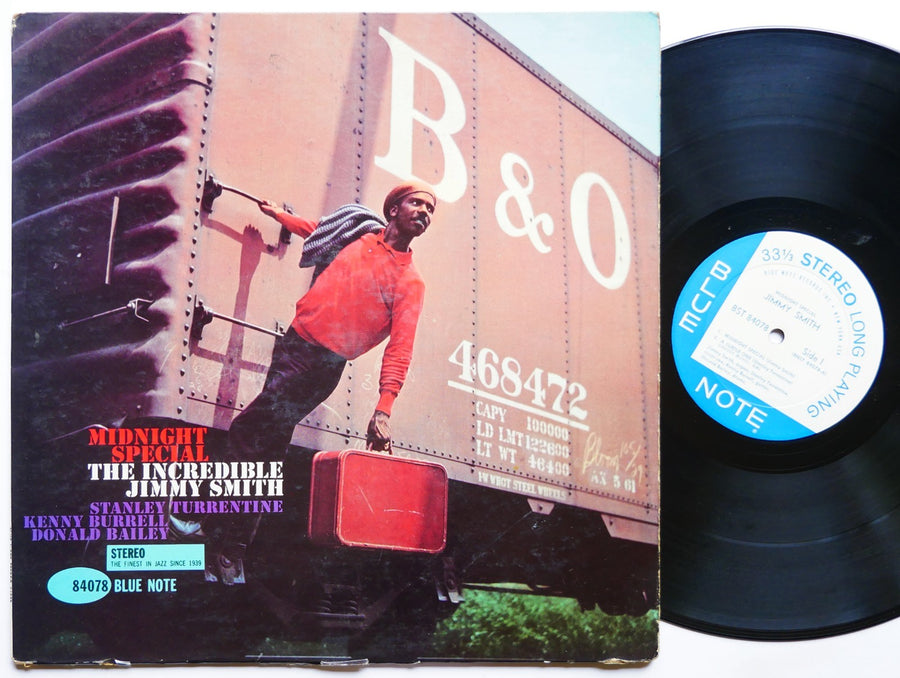 B & O
468472
CAPY 100000
LD LMT 122600
LT WT 46400
MIDNIGHT
SPECIAL
THE INCREDIBLE
JIMMY SMITH
STANLEY TURRENTINE
KENNY BURRELL
DONALD BAILEY
STEREO
THE FINEST IN JAZZ SINCE 1939
84078 BLUE NOTE
BLUE NOTE
33 1/3 STEREO LONG PLAYING
MIDNIGHT SPECIAL
JIMMY SMITH
BST 84078
Side 1